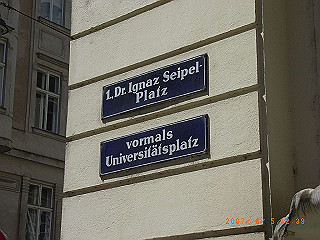 1., Dr. Ignaz Seipel-
Platz
vormals
Universitätsplatz